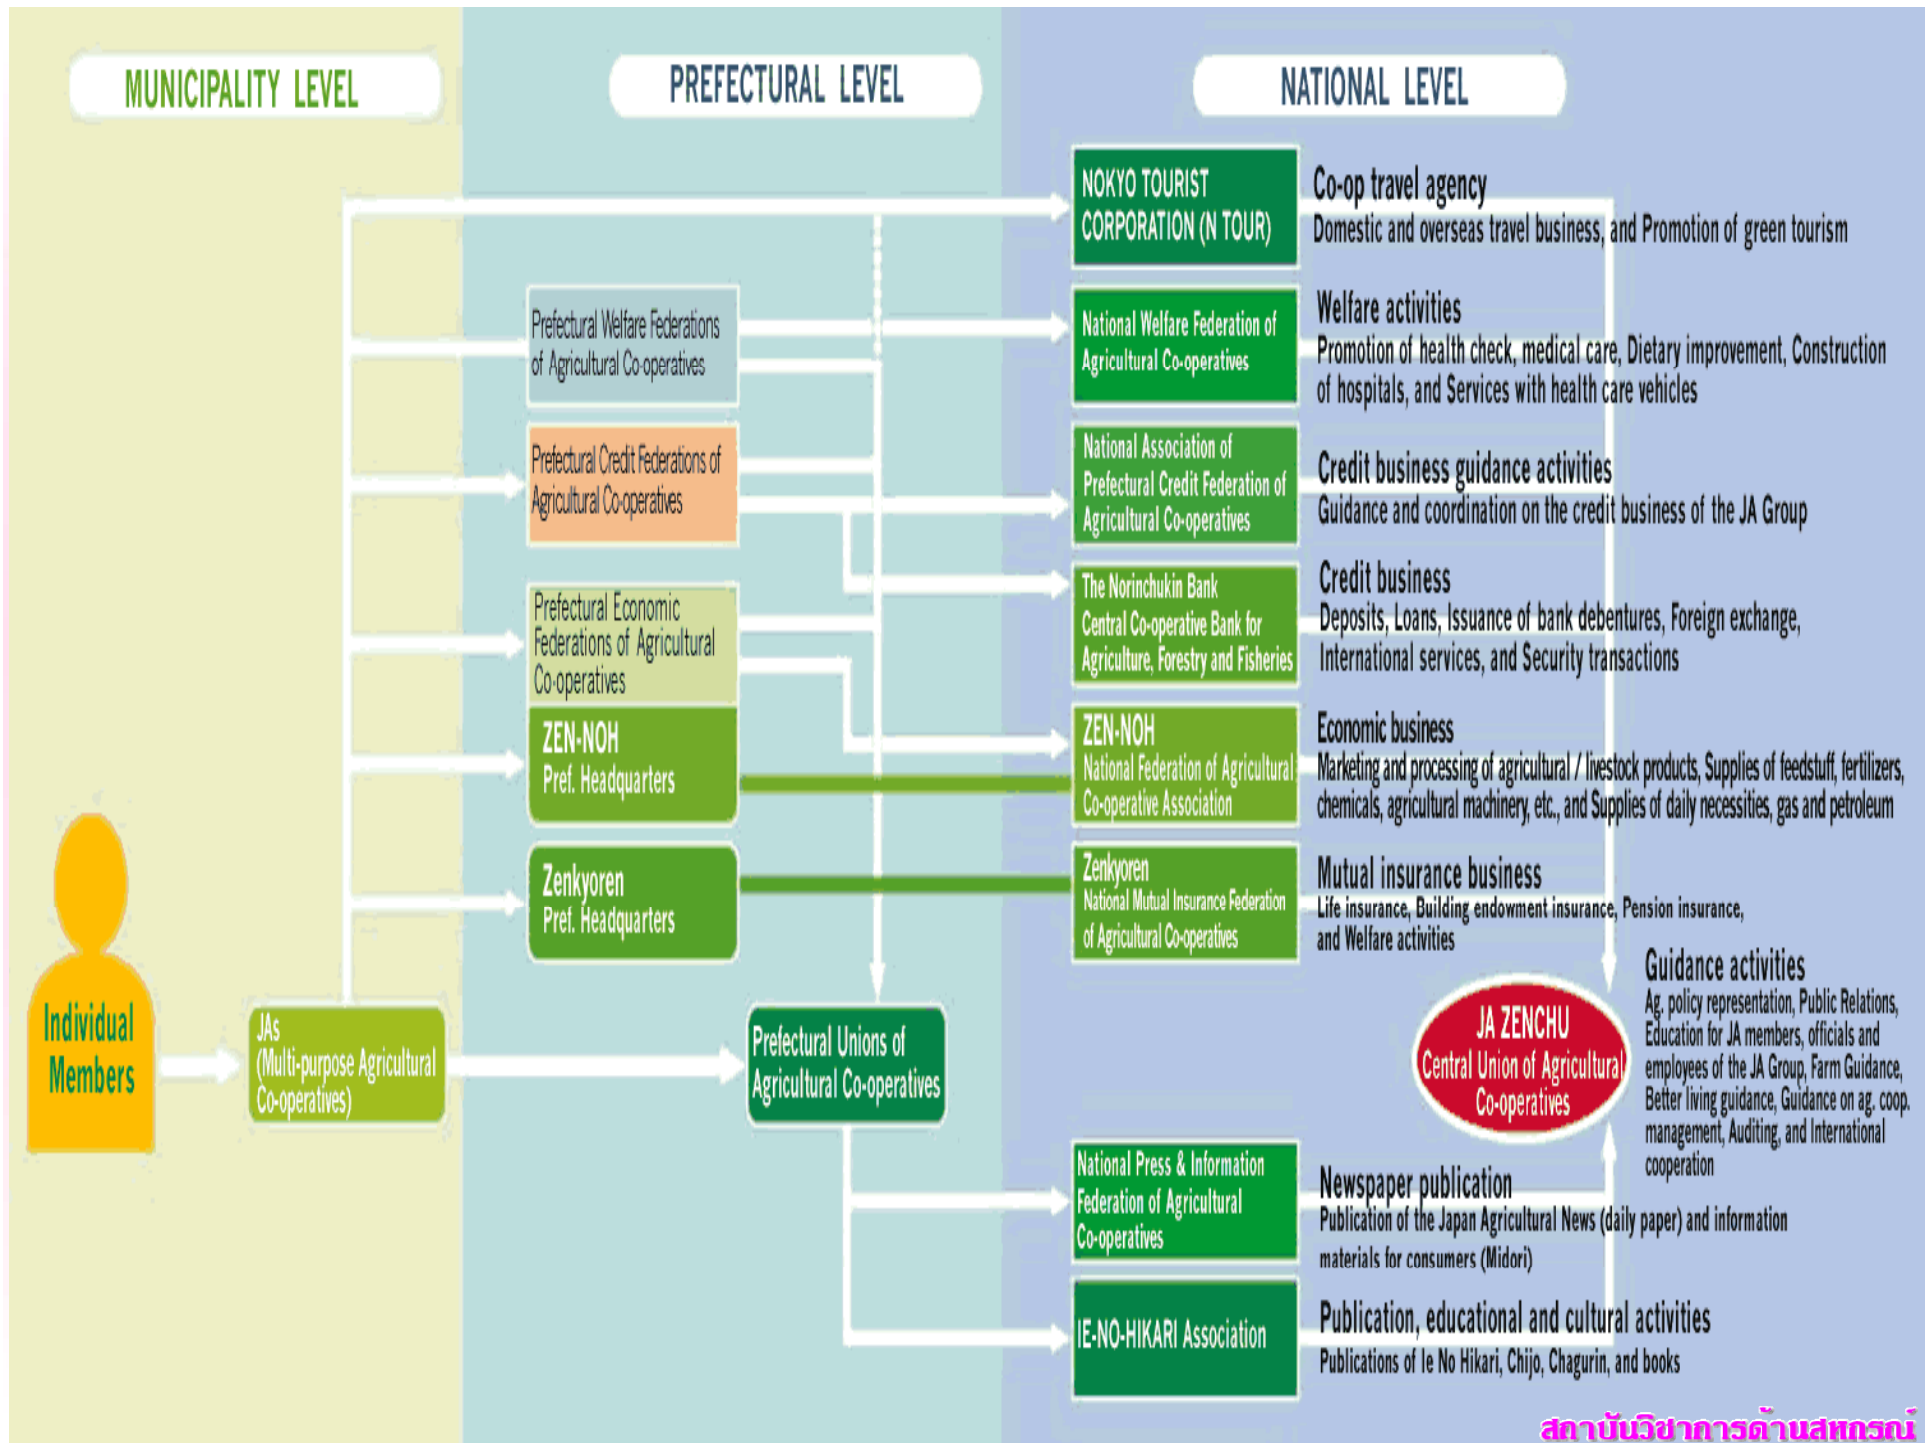 MUNICIPALITY LEVEL
PREFECTURAL LEVEL
NATIONAL LEVEL
Individual
Members
JAs
(Multi-purpose Agricultural
Co-operatives)
Prefectural Welfare Federations
of Agricultural Co-operatives
Prefectural Credit Federations of
Agricultural Co-operatives
Prefectural Economic
Federations of Agricultural
Co-operatives
ZEN-NOH
Pref. Headquarters
Zenkyoren
Pref. Headquarters
Prefectural Unions of
Agricultural Co-operatives
NOKYO TOURIST
CORPORATION (N TOUR)
Co-op travel agency
Domestic and overseas travel business, and Promotion of green tourism
National Welfare Federation of
Agricultural Co-operatives
Welfare activities
Promotion of health check, medical care, Dietary improvement, Construction
of hospitals, and Services with health care vehicles
National Association of
Prefectural Credit Federation of
Agricultural Co-operatives
Credit business guidance activities
Guidance and coordination on the credit business of the JA Group
The Norinchukin Bank
Central Co-operative Bank for
Agriculture, Forestry and Fisheries
Credit business
Deposits, Loans, Issuance of bank debentures, Foreign exchange,
International services, and Security transactions
ZEN-NOH
National Federation of Agricultural
Co-operative Association
Economic business
Marketing and processing of agricultural / livestock products, Supplies of feedstuff, fertilizers,
chemicals, agricultural machinery, etc., and Supplies of daily necessities, gas and petroleum
Zenkyoren
National Mutual Insurance Federation
of Agricultural Co-operatives
Mutual insurance business
Life insurance, Building endowment insurance, Pension insurance,
and Welfare activities
JA ZENCHU
Central Union of Agricultural
Co-operatives
Guidance activities
Ag. policy representation, Public Relations,
Education for JA members, officials and
employees of the JA Group, Farm Guidance,
Better living guidance, Guidance on ag. coop.
management, Auditing, and International
cooperation
National Press & Information
Federation of Agricultural
Co-operatives
Newspaper publication
Publication of the Japan Agricultural News (daily paper) and information
materials for consumers (Midori)
IE-NO-HIKARI Association
Publication, educational and cultural activities
Publications of Ie No Hikari, Chijo, Chagurin, and books
สถาบันวิชาการด้านสหกรณ์